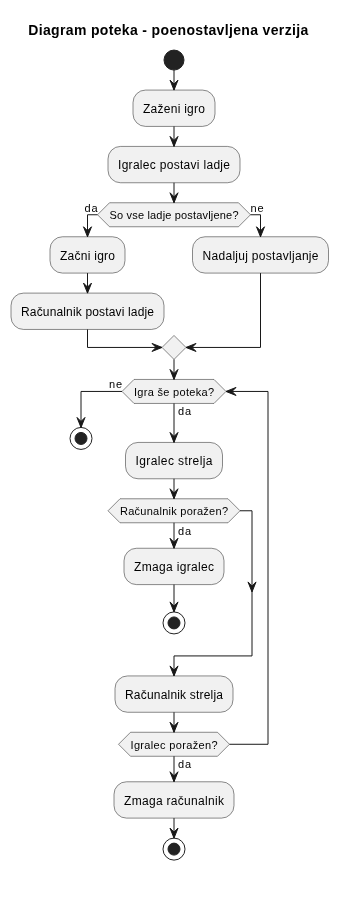 Diagram poteka - poenostavljena verzija
Zaženi igro
Igralec postavi ladje
So vse ladje postavljene?
da
ne
Začni igro
Nadaljuj postavljanje
Računalnik postavi ladje
Igra še poteka?
ne
da
Igralec strelja
Računalnik poražen?
da
Zmaga igralec
Računalnik strelja
Igralec poražen?
da
Zmaga računalnik